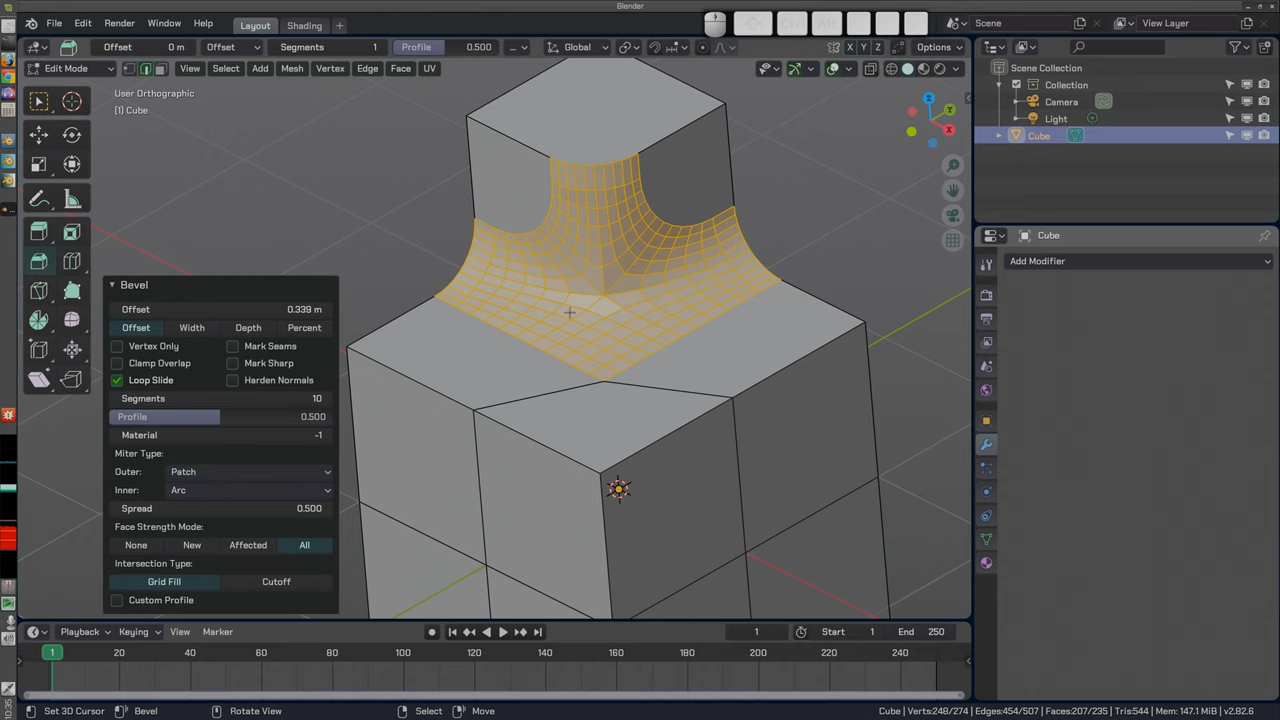 Blender
File
Edit
Render
Window
Help
Layout
Shading
+
Scene
View Layer
Offset 0 m
Offset
Segments 1
Profile 0.500
Global
X Y Z
Options
Edit Mode
View
Select
Add
Mesh
Vertex
Edge
Face
UV
User Orthographic
(1) Cube
Z
Y
X
Scene Collection
Collection
Camera
Light
Cube
Cube
Add Modifier
Bevel
Offset 0.339 m
Offset
Width
Depth
Percent
Vertex Only
Mark Seams
Clamp Overlap
Mark Sharp
Loop Slide
Harden Normals
Segments 10
Profile 0.500
Material -1
Miter Type:
Outer: Patch
Inner: Arc
Spread 0.500
Face Strength Mode:
None
New
Affected
All
Intersection Type:
Grid Fill
Cutoff
Custom Profile
Playback
Keying
View
Marker
1
Start 1
End 250
1
20
40
60
80
100
120
140
160
180
200
220
240
10:35
Set 3D Cursor
Bevel
Rotate View
Select
Move
Cube | Verts:248/274 | Edges:454/507 | Faces:207/235 | Tris:544 | Mem: 147.1 MiB | v2.82.6